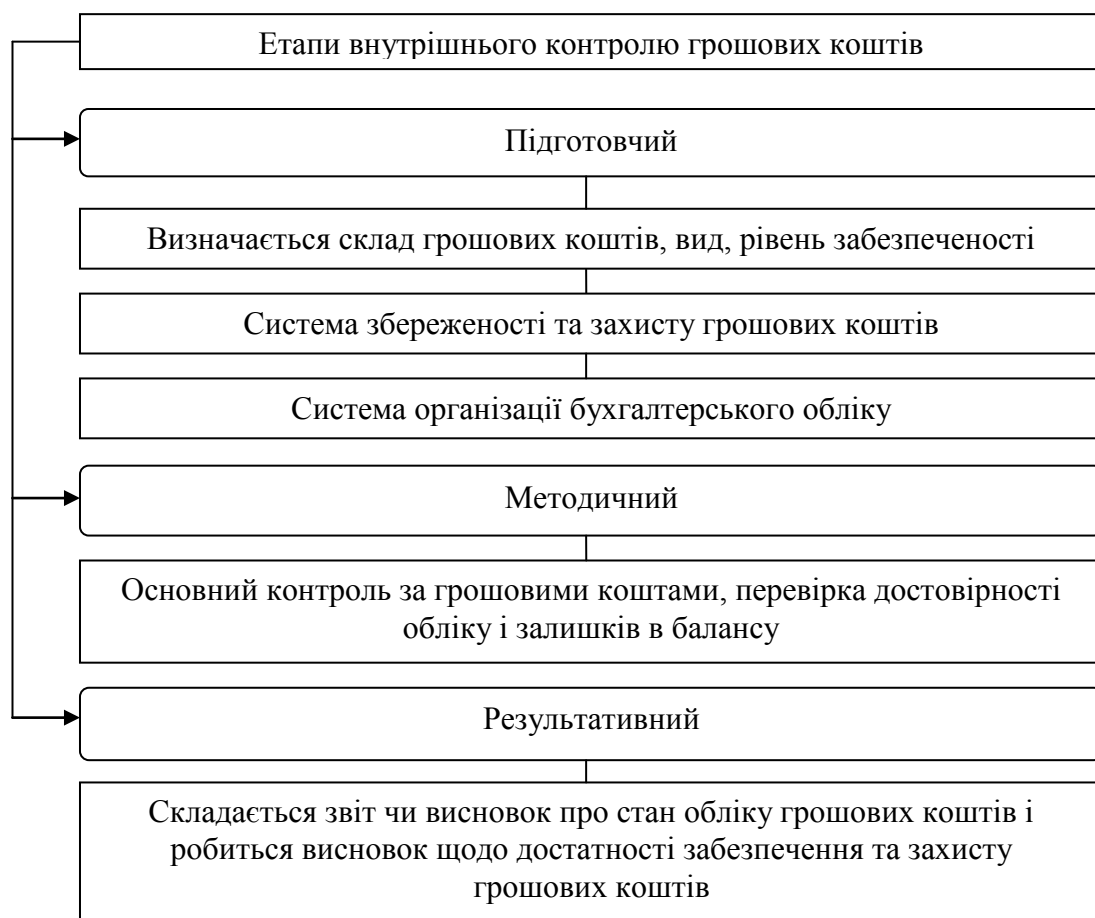 Етапи внутрішнього контролю грошових коштів
Підготовчий
Визначається склад грошових коштів, вид, рівень забезпеченості
Система збереженості та захисту грошових коштів
Система організації бухгалтерського обліку
Методичний
Основний контроль за грошовими коштами, перевірка достовірності
обліку і залишків в балансу
Результативний
Складається звіт чи висновок про стан обліку грошових коштів і
робиться висновок щодо достатності забезпечення та захисту
грошових коштів